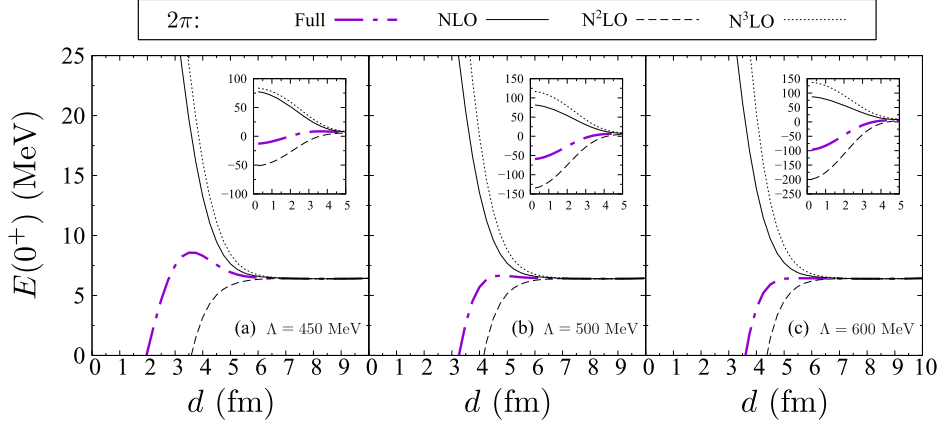 2π: Full NLO N²LO N³LO
E(0⁺) (MeV)
25
20
15
10
5
0
100
50
0
−50
−100
0 1 2 3 4 5
(a) Λ = 450 MeV
0 1 2 3 4 5 6 7 8 9
d (fm)
150
100
50
0
−50
−100
−150
0 1 2 3 4 5
(b) Λ = 500 MeV
0 1 2 3 4 5 6 7 8 9
d (fm)
150
100
50
0
−50
−100
−150
−200
−250
0 1 2 3 4 5
(c) Λ = 600 MeV
0 1 2 3 4 5 6 7 8 9 10
d (fm)